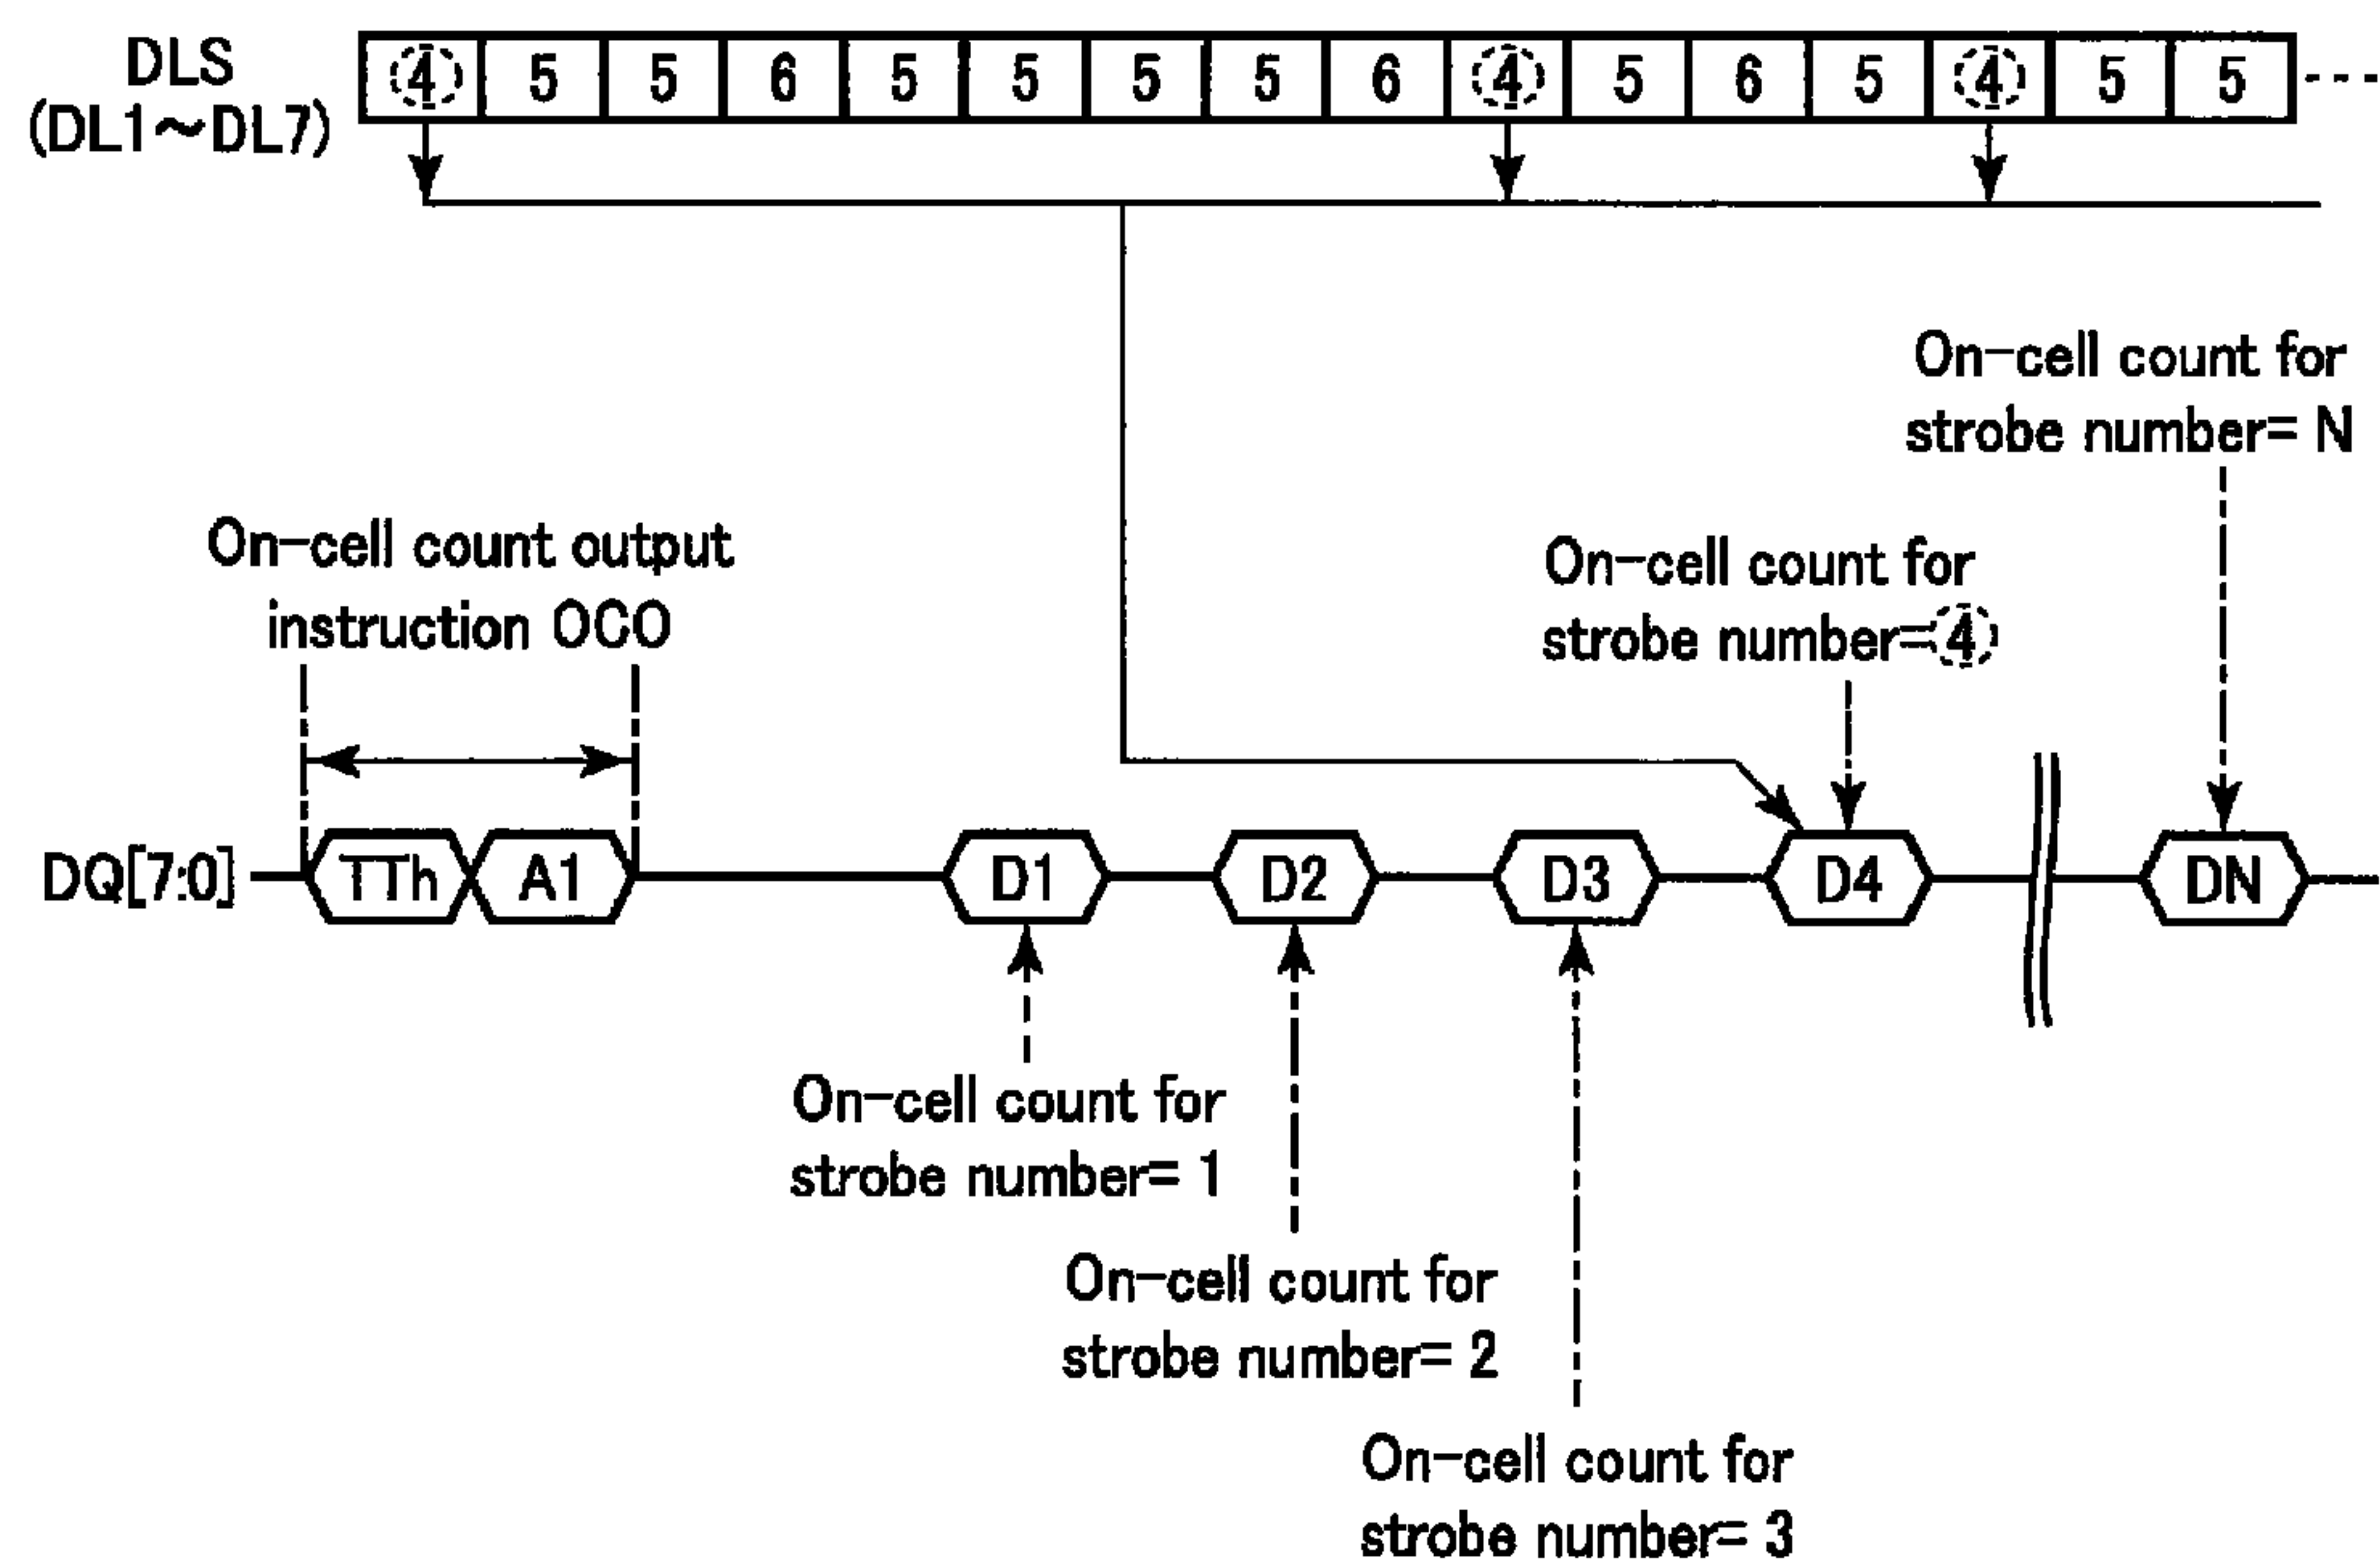 DLS
(DL1～DL7)
4 5 5 6 5 5 5 5 6 4 5 6 5 4 5 5
On-cell count for
strobe number= N
On-cell count output
instruction OCO
On-cell count for
strobe number=4
DQ[7:0]
TTh A1 D1 D2 D3 D4 DN
On-cell count for
strobe number= 1
On-cell count for
strobe number= 2
On-cell count for
strobe number= 3